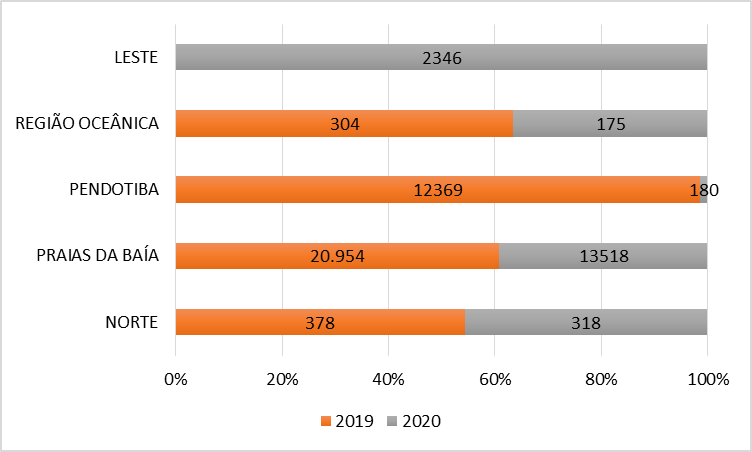 LESTE 2346
REGIÃO OCEÂNICA 304 175
PENDOTIBA 12369 180
PRAIAS DA BAÍA 20.954 13518
NORTE 378 318
0% 20% 40% 60% 80% 100%
2019 2020